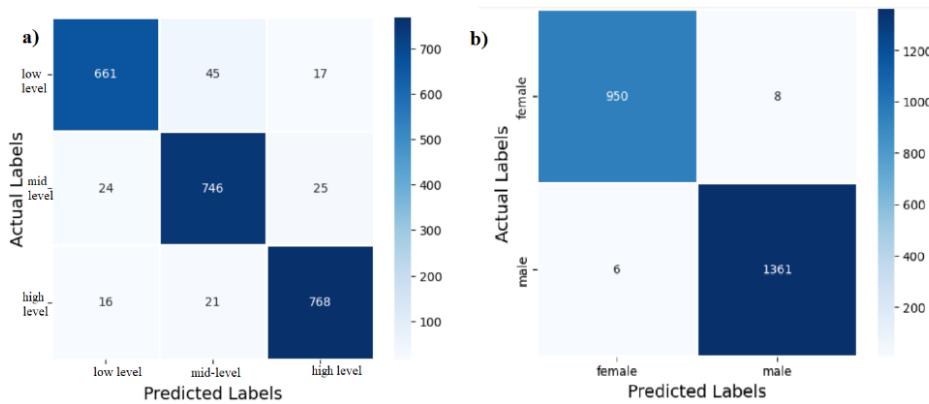 a)
Actual Labels
low
level
661 45 17
mid
level
24 746 25
high
level
16 21 768
low level mid-level high level
Predicted Labels
700
600
500
400
300
200
100
b)
Actual Labels
female
950 8
male
6 1361
female male
Predicted Labels
1200
1000
800
600
400
200